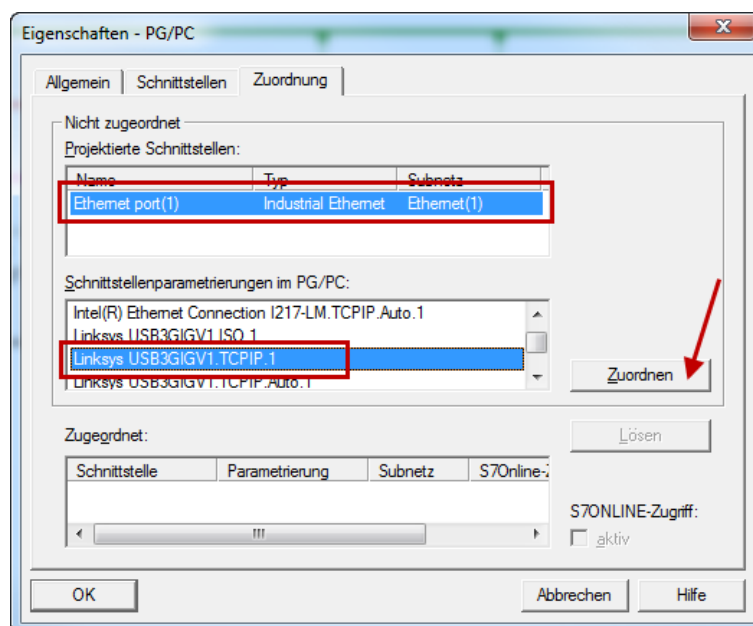 Eigenschaften - PG/PC
Allgemein Schnittstellen Zuordnung
Nicht zugeordnet
Projektierte Schnittstellen:
Name Typ Subnetz
Ethernet port(1) Industrial Ethernet Ethernet(1)
Schnittstellenparametrierungen im PG/PC:
Intel(R) Ethernet Connection I217-LM.TCPIP.Auto.1
Linksys USB3GIGV1.ISO.1
Linksys USB3GIGV1.TCPIP.1
Linksys USB3GIGV1.TCPIP.Auto.1
Zuordnen
Zugeordnet:
Lösen
Schnittstelle Parametrierung Subnetz S7Online-Z
S7ONLINE-Zugriff:
aktiv
OK Abbrechen Hilfe